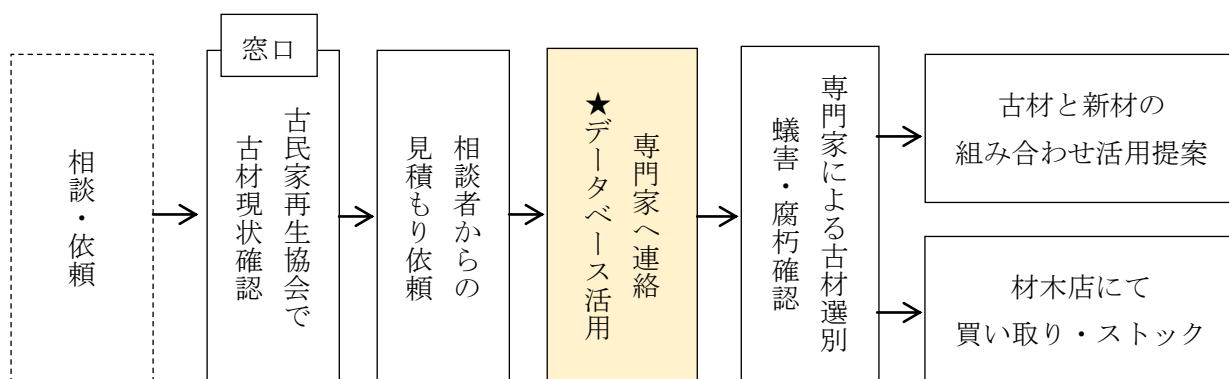 相談・依頼
窓口
古民家再生協会で
古材現状確認
相談者からの
見積もり依頼
専門家へ連絡
★データベース活用
専門家による古材選別
蟻害・腐朽確認
古材と新材の
組み合わせ活用提案
材木店にて
買い取り・ストック